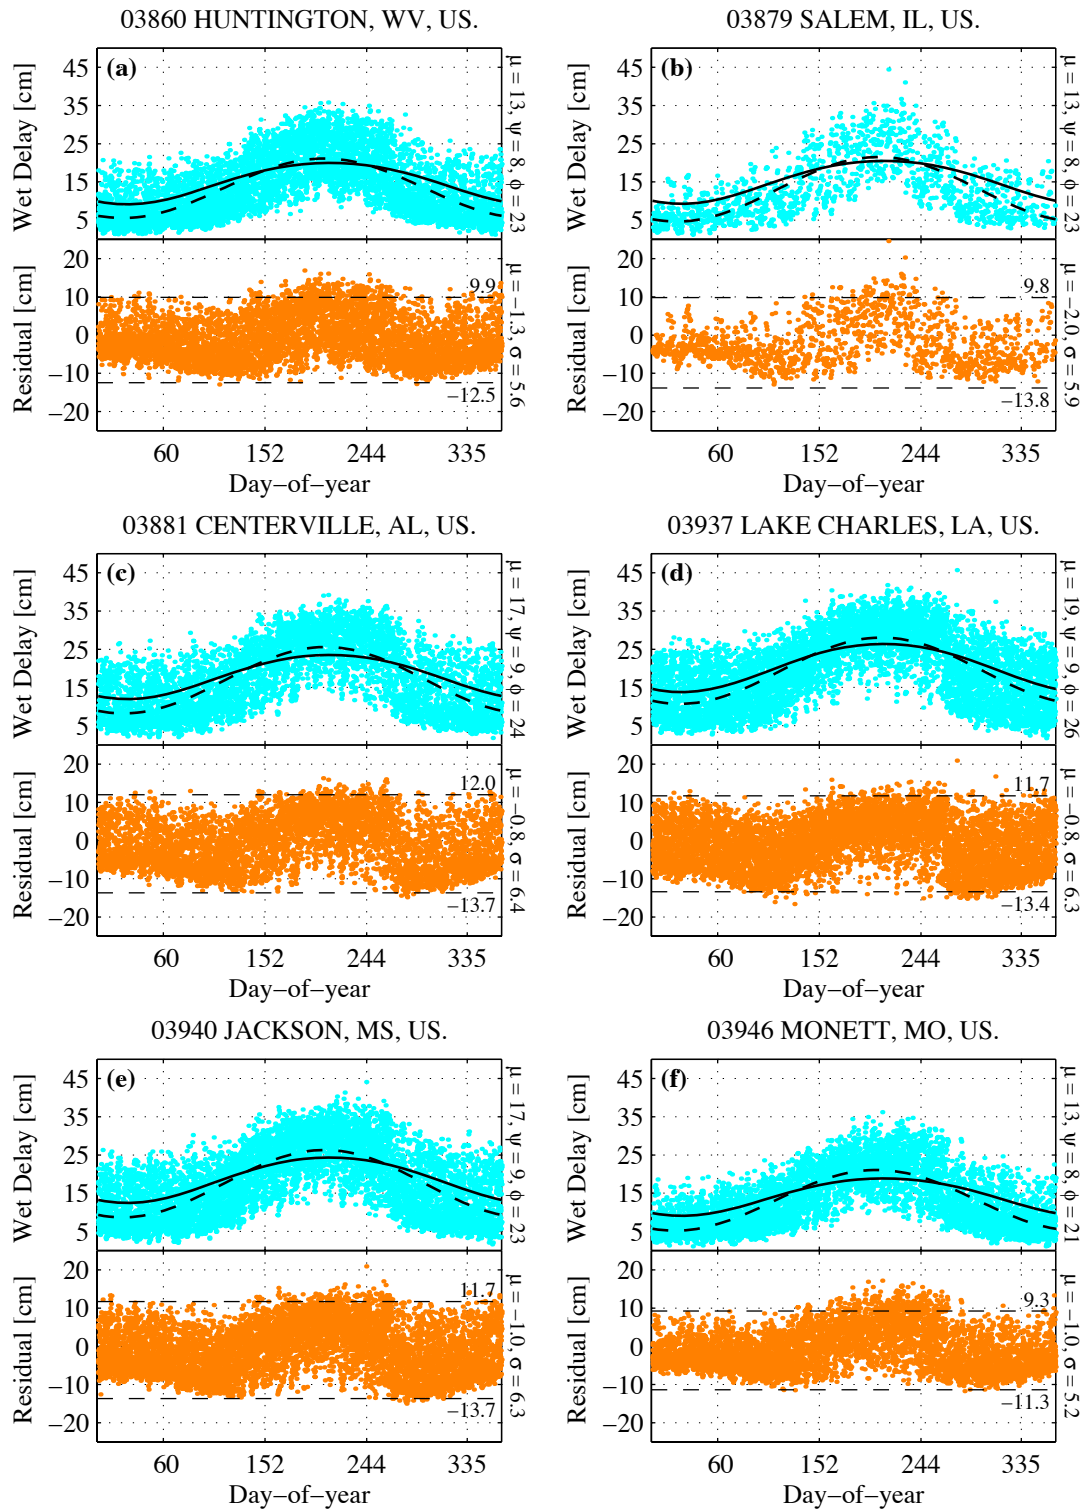 03860 HUNTINGTON, WV, US.
(a)
Wet Delay [cm]
45
35
25
15
5
μ = 13, ψ = 8, φ = 23
Residual [cm]
20
10
0
−10
−20
9.9
−12.5
μ = −1.3, σ = 5.6
60 152 244 335
Day−of−year
03879 SALEM, IL, US.
(b)
Wet Delay [cm]
45
35
25
15
5
μ = 13, ψ = 8, φ = 23
Residual [cm]
20
10
0
−10
−20
9.8
−13.8
μ = −2.0, σ = 5.9
60 152 244 335
Day−of−year
03881 CENTERVILLE, AL, US.
(c)
Wet Delay [cm]
45
35
25
15
5
μ = 17, ψ = 9, φ = 24
Residual [cm]
20
10
0
−10
−20
12.0
−13.7
μ = −0.8, σ = 6.4
60 152 244 335
Day−of−year
03937 LAKE CHARLES, LA, US.
(d)
Wet Delay [cm]
45
35
25
15
5
μ = 19, ψ = 9, φ = 26
Residual [cm]
20
10
0
−10
−20
11.7
−13.4
μ = −0.8, σ = 6.3
60 152 244 335
Day−of−year
03940 JACKSON, MS, US.
(e)
Wet Delay [cm]
45
35
25
15
5
μ = 17, ψ = 9, φ = 23
Residual [cm]
20
10
0
−10
−20
11.7
−13.7
μ = −1.0, σ = 6.3
60 152 244 335
Day−of−year
03946 MONETT, MO, US.
(f)
Wet Delay [cm]
45
35
25
15
5
μ = 13, ψ = 8, φ = 21
Residual [cm]
20
10
0
−10
−20
9.3
−11.3
μ = −1.0, σ = 5.2
60 152 244 335
Day−of−year